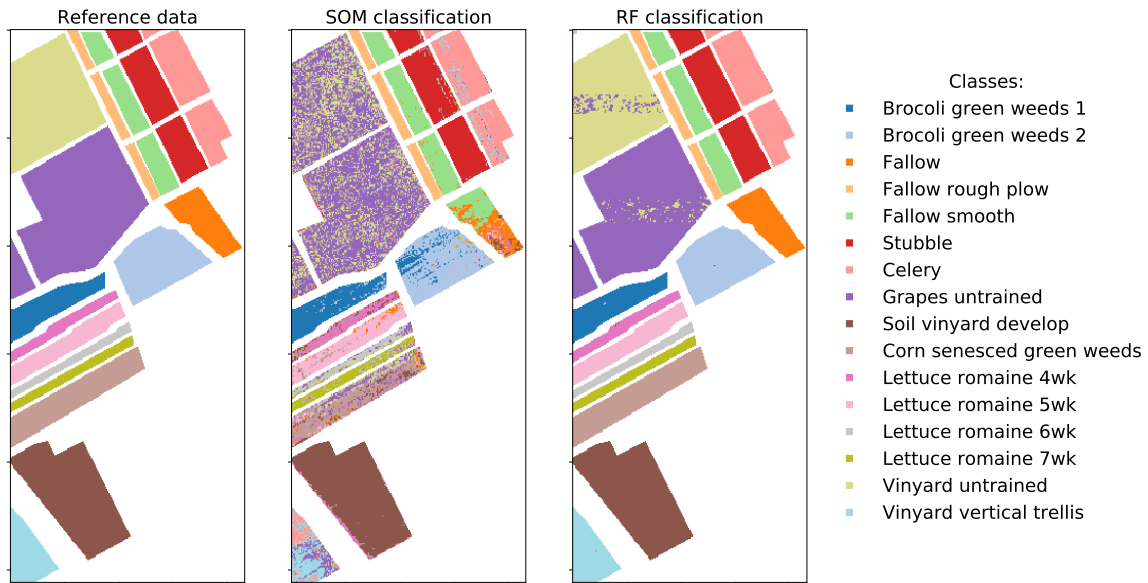 Reference data
SOM classification
RF classification
Classes:
Brocoli green weeds 1
Brocoli green weeds 2
Fallow
Fallow rough plow
Fallow smooth
Stubble
Celery
Grapes untrained
Soil vinyard develop
Corn senesced green weeds
Lettuce romaine 4wk
Lettuce romaine 5wk
Lettuce romaine 6wk
Lettuce romaine 7wk
Vinyard untrained
Vinyard vertical trellis